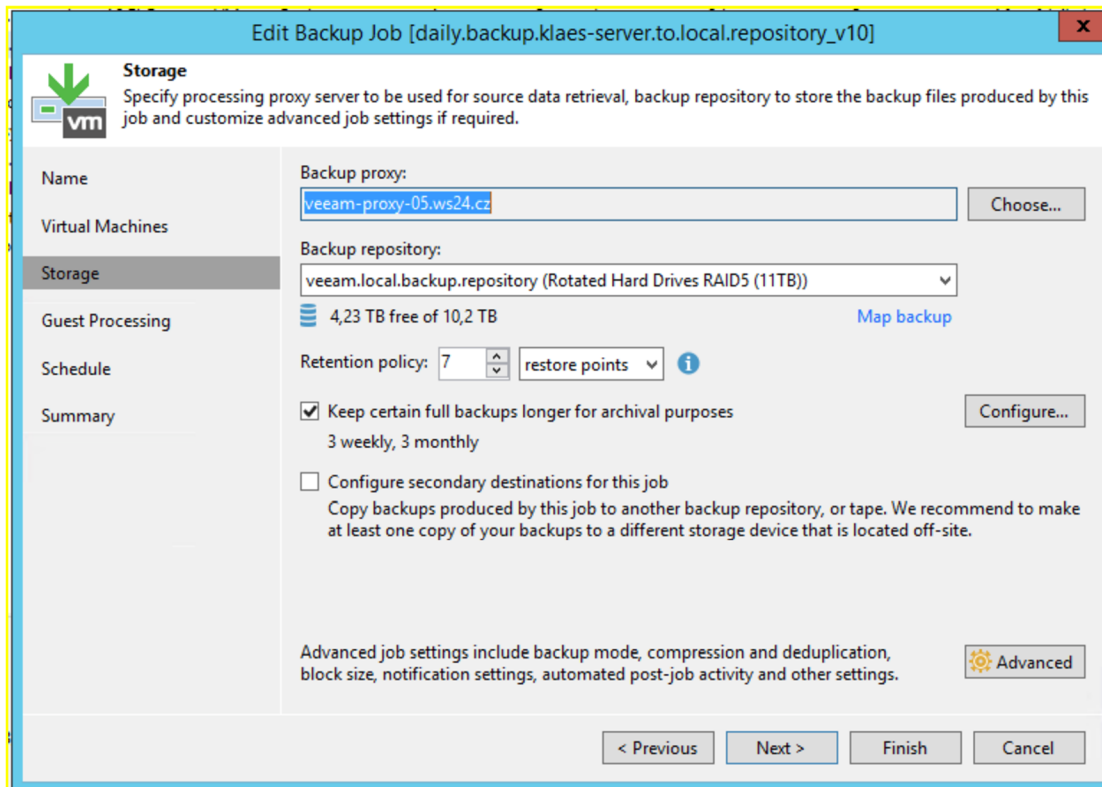 Edit Backup Job [daily.backup.klaes-server.to.local.repository_v10]
x
Storage
Specify processing proxy server to be used for source data retrieval, backup repository to store the backup files produced by this
job and customize advanced job settings if required.
vm
Name
Virtual Machines
Storage
Guest Processing
Schedule
Summary
Backup proxy:
veeam-proxy-05.ws24.cz
Choose...
Backup repository:
veeam.local.backup.repository (Rotated Hard Drives RAID5 (11TB))
4,23 TB free of 10,2 TB
Map backup
Retention policy: 7 restore points
Keep certain full backups longer for archival purposes
Configure...
3 weekly, 3 monthly
Configure secondary destinations for this job
Copy backups produced by this job to another backup repository, or tape. We recommend to make
at least one copy of your backups to a different storage device that is located off-site.
Advanced job settings include backup mode, compression and deduplication,
block size, notification settings, automated post-job activity and other settings.
Advanced
< Previous
Next >
Finish
Cancel